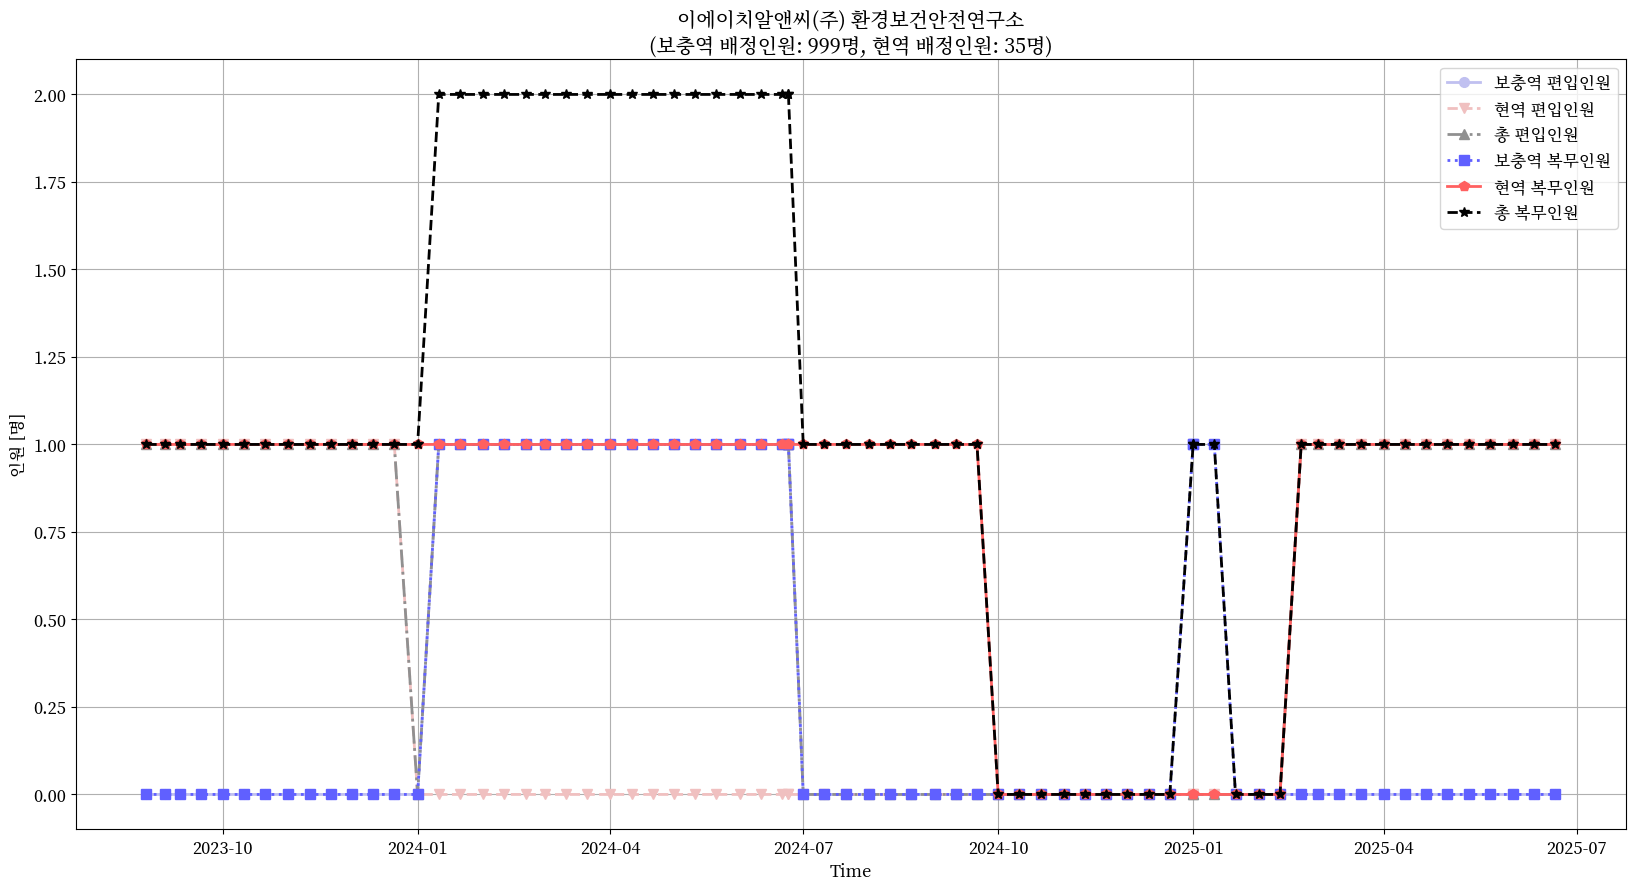 이에이치알앤씨(주) 환경보건안전연구소
(보충역 배정인원: 999명, 현역 배정인원: 35명)
보충역 편입인원
현역 편입인원
총 편입인원
보충역 복무인원
현역 복무인원
총 복무인원
인원 [명]
2.00
1.75
1.50
1.25
1.00
0.75
0.50
0.25
0.00
2023-10 2024-01 2024-04 2024-07 2024-10 2025-01 2025-04 2025-07
Time